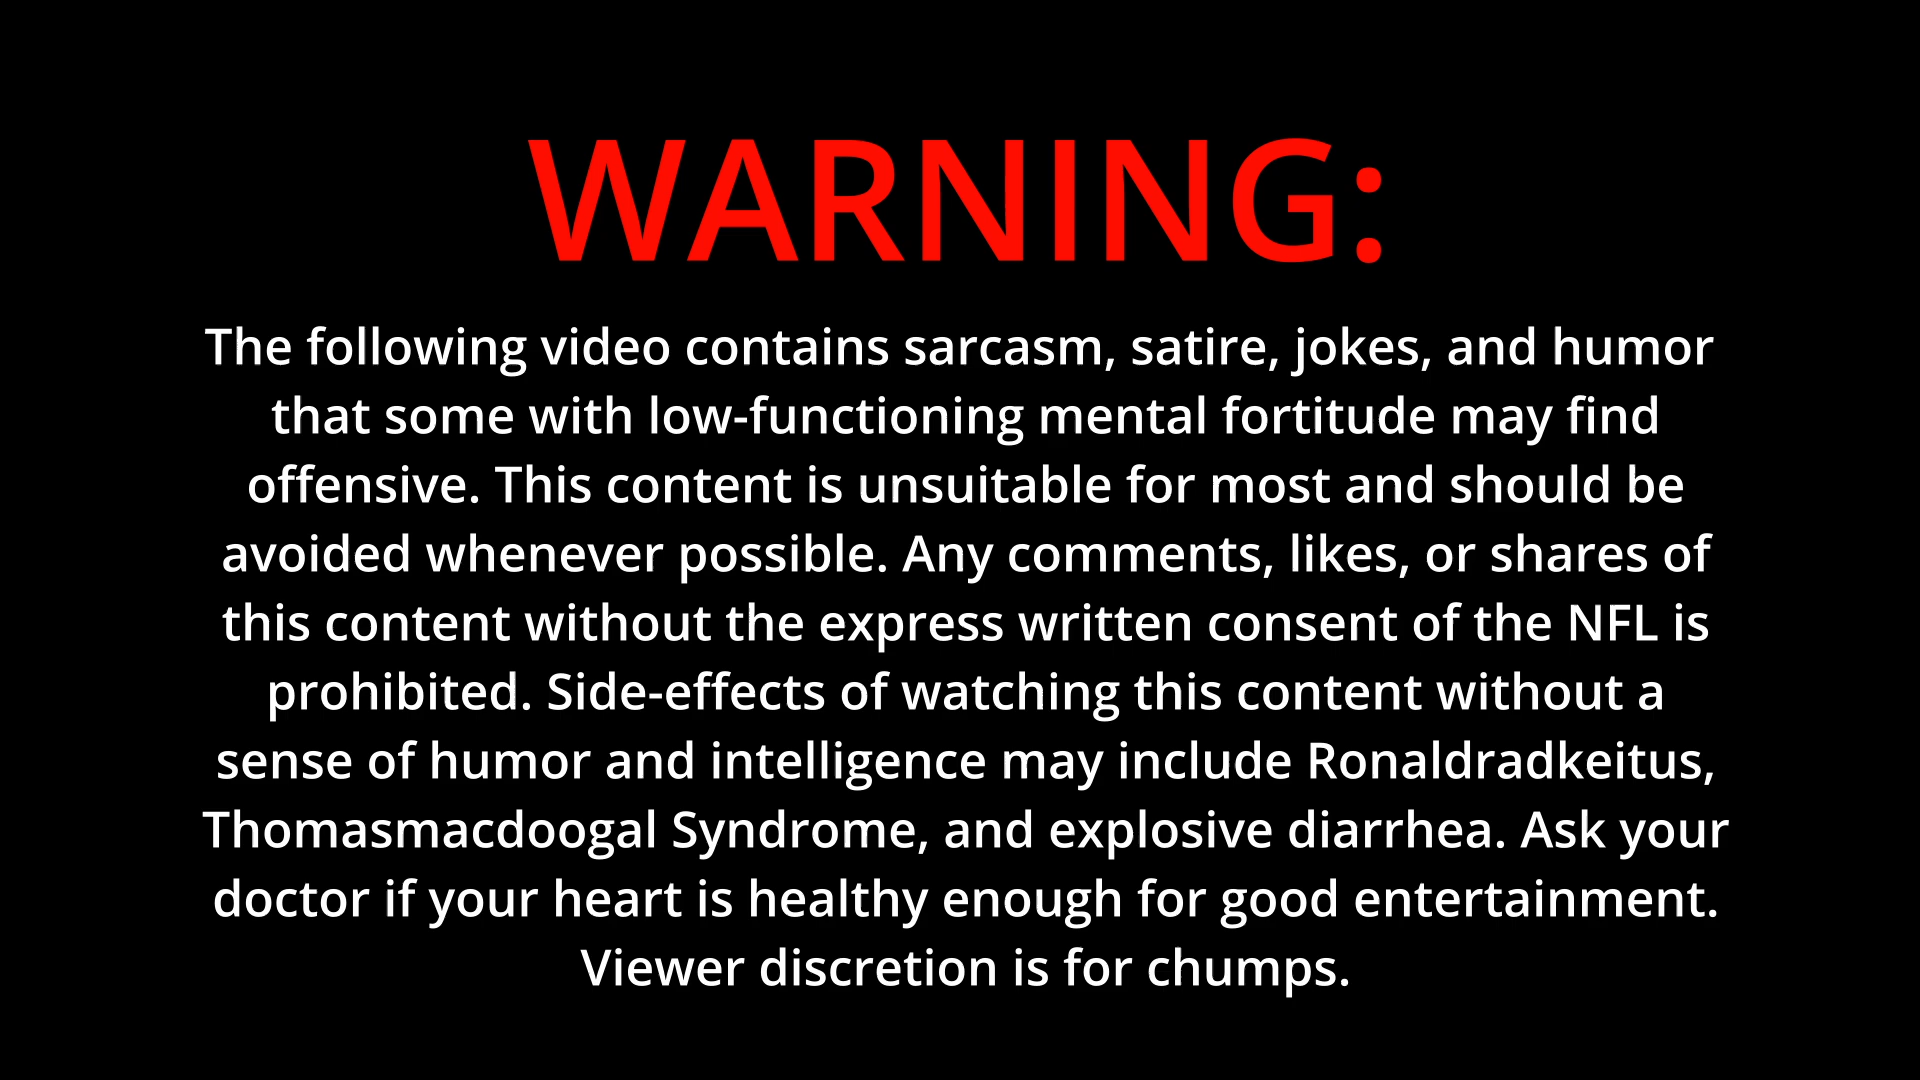 WARNING:
The following video contains sarcasm, satire, jokes, and humor
that some with low-functioning mental fortitude may find
offensive. This content is unsuitable for most and should be
avoided whenever possible. Any comments, likes, or shares of
this content without the express written consent of the NFL is
prohibited. Side-effects of watching this content without a
sense of humor and intelligence may include Ronaldradkeitus,
Thomasmacdoogal Syndrome, and explosive diarrhea. Ask your
doctor if your heart is healthy enough for good entertainment.
Viewer discretion is for chumps.